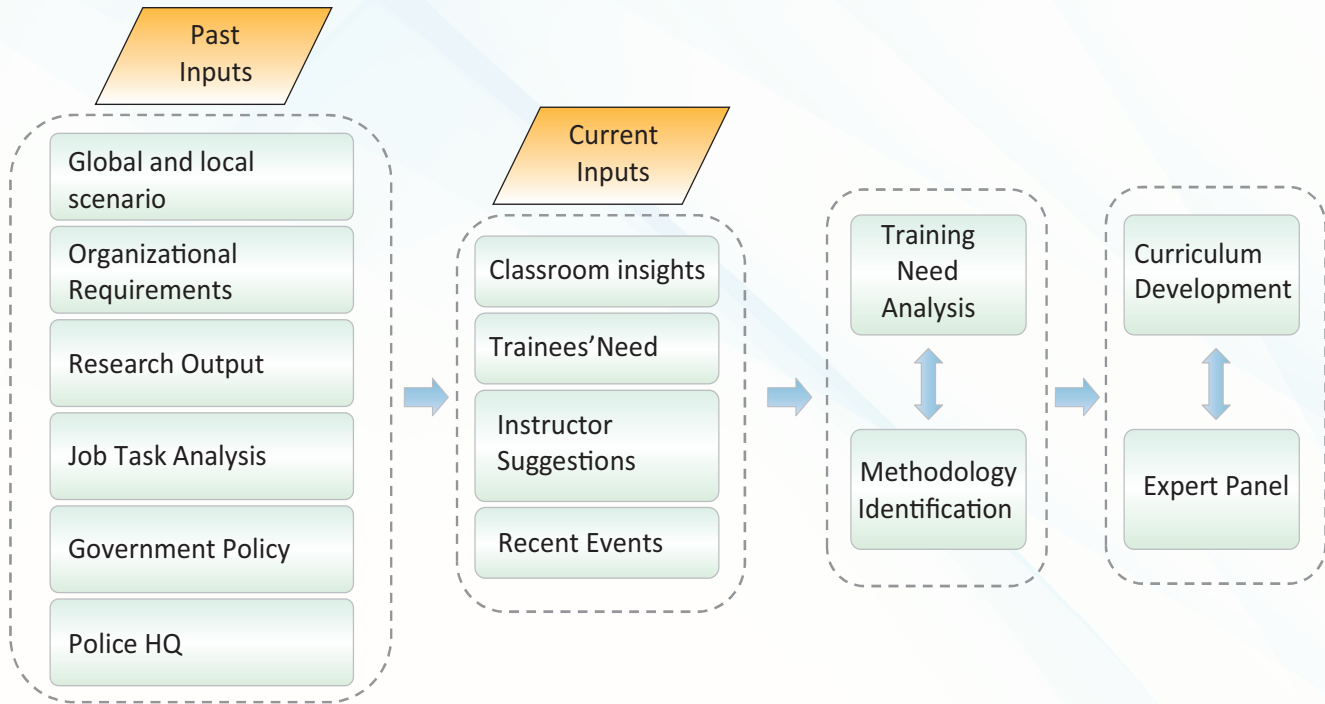 Past
Inputs
Global and local
scenario
Organizational
Requirements
Research Output
Job Task Analysis
Government Policy
Police HQ
Current
Inputs
Classroom insights
Trainees'Need
Instructor
Suggestions
Recent Events
Training
Need
Analysis
Methodology
Identification
Curriculum
Development
Expert Panel